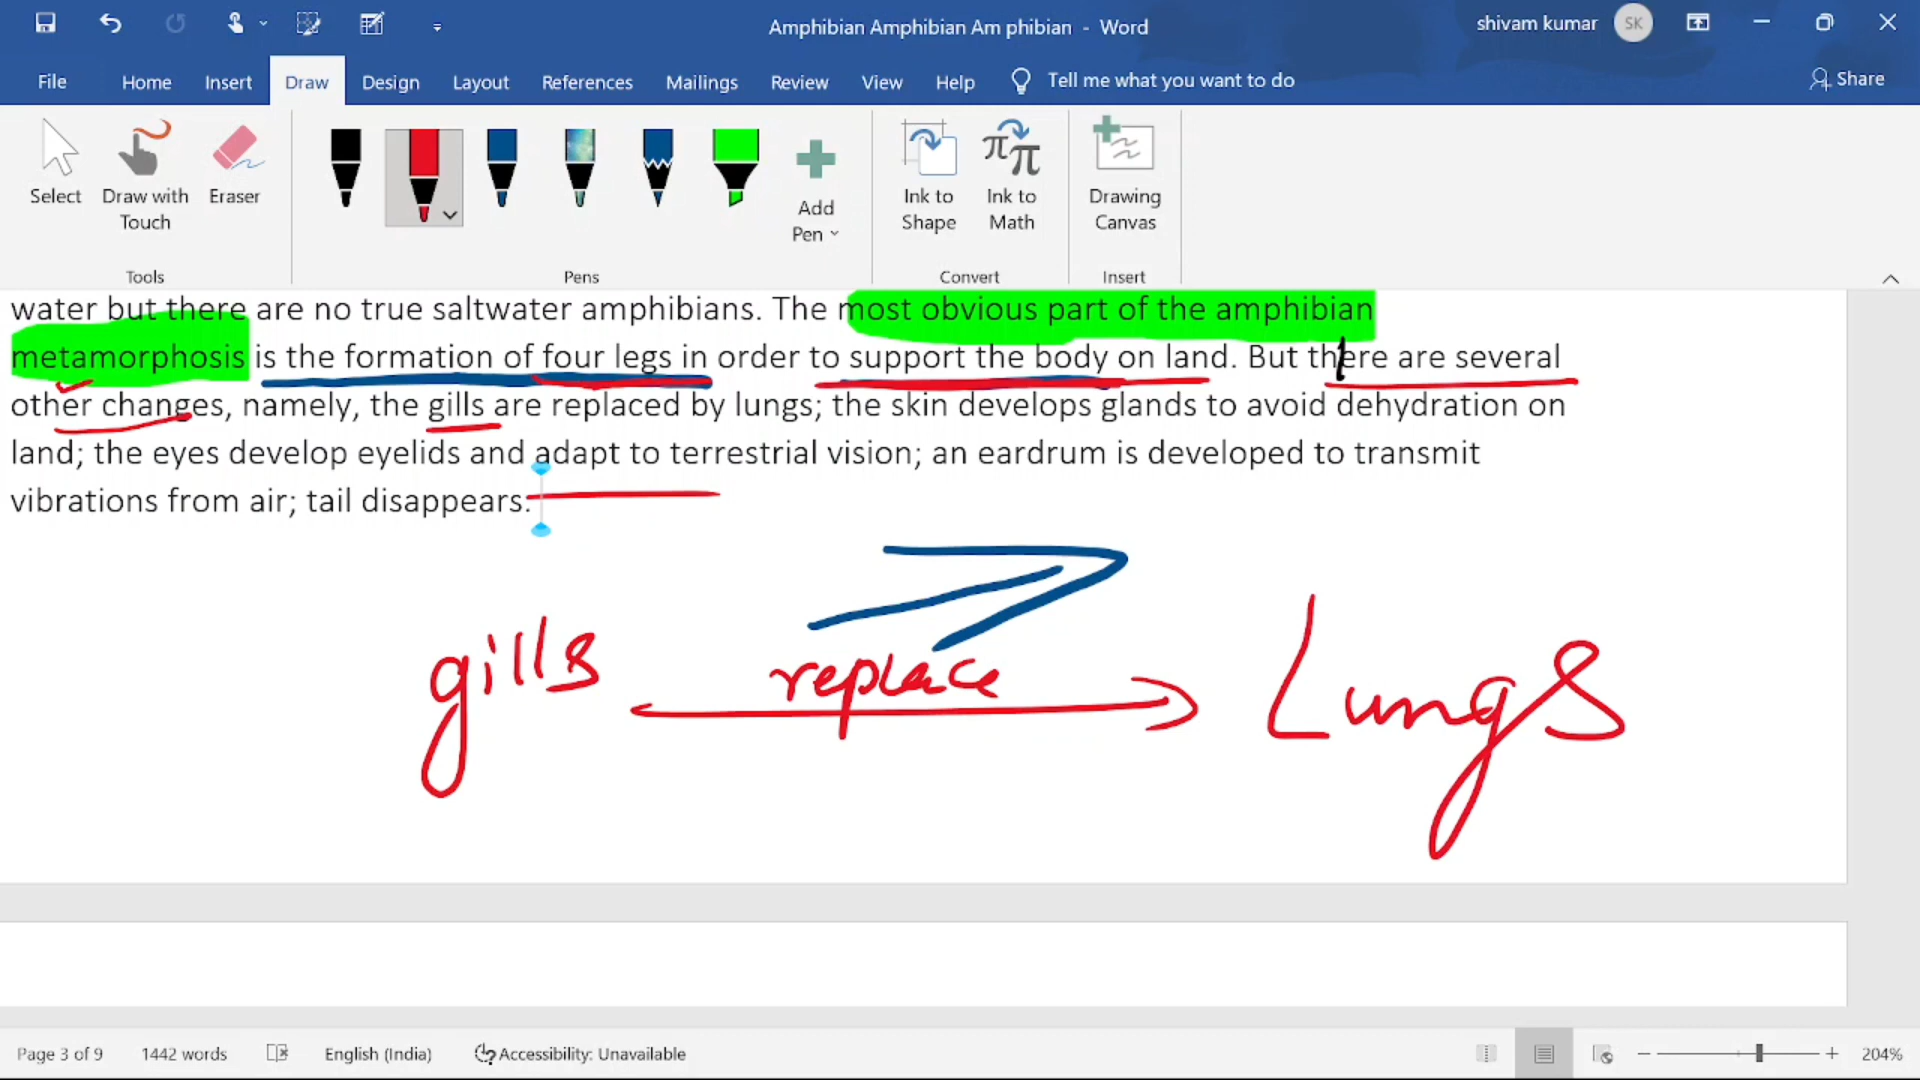 Amphibian Amphibian Am phibian - Word
shivam kumar SK
File Home Insert Draw Design Layout References Mailings Review View Help Tell me what you want to do Share
Select Draw with Touch Eraser Add Pen Ink to Shape Ink to Math Drawing Canvas
Tools Pens Convert Insert
water but there are no true saltwater amphibians. The most obvious part of the amphibian
metamorphosis is the formation of four legs in order to support the body on land. But there are several
other changes, namely, the gills are replaced by lungs; the skin develops glands to avoid dehydration on
land; the eyes develop eyelids and adapt to terrestrial vision; an eardrum is developed to transmit
vibrations from air; tail disappears.
gills replace Lungs
Page 3 of 9 1442 words English (India) Accessibility: Unavailable 204%